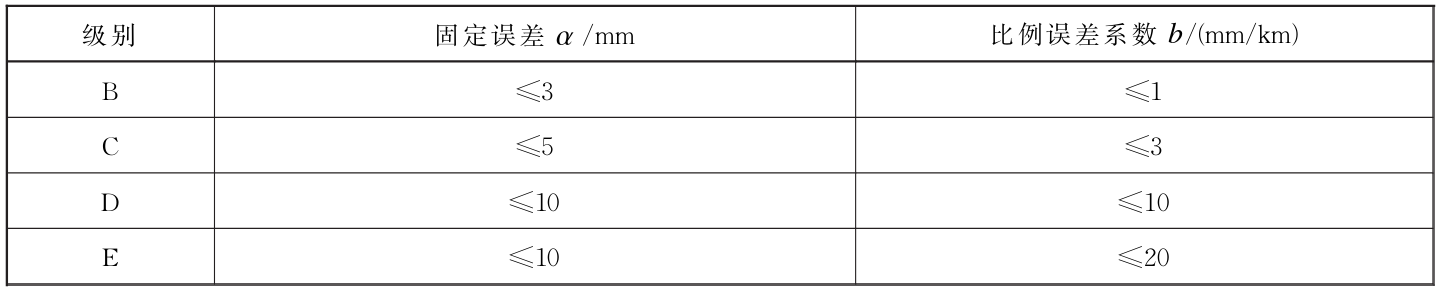 级别 固定误差 α /mm 比例误差系数 b/(mm/km)
B ≤3 ≤1
C ≤5 ≤3
D ≤10 ≤10
E ≤10 ≤20